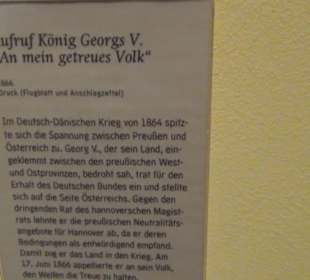 ufruf König Georgs V.
An mein getreues Volk“
1866
Druck (Flugblatt und Anschlagzettel)
Im Deutsch-Dänischen Krieg von 1864 spitz-
te sich die Spannung zwischen Preußen und
Österreich zu. Georg V., der sein Land, ein-
geklemmt zwischen den preußischen West-
und Ostprovinzen, bedroht sah, trat für den
Erhalt des Deutschen Bundes ein und stellte
sich auf die Seite Österreichs. Gegen den
dringenden Rat des hannoverschen Magist-
rats lehnte er die preußischen Neutralitäts-
angebote für Hannover ab, da er deren
Bedingungen als entwürdigend empfand.
Damit zog er das Land in den Krieg. Am
17. Juni 1866 appellierte er an sein Volk,
den Welfen die Treue zu halten.